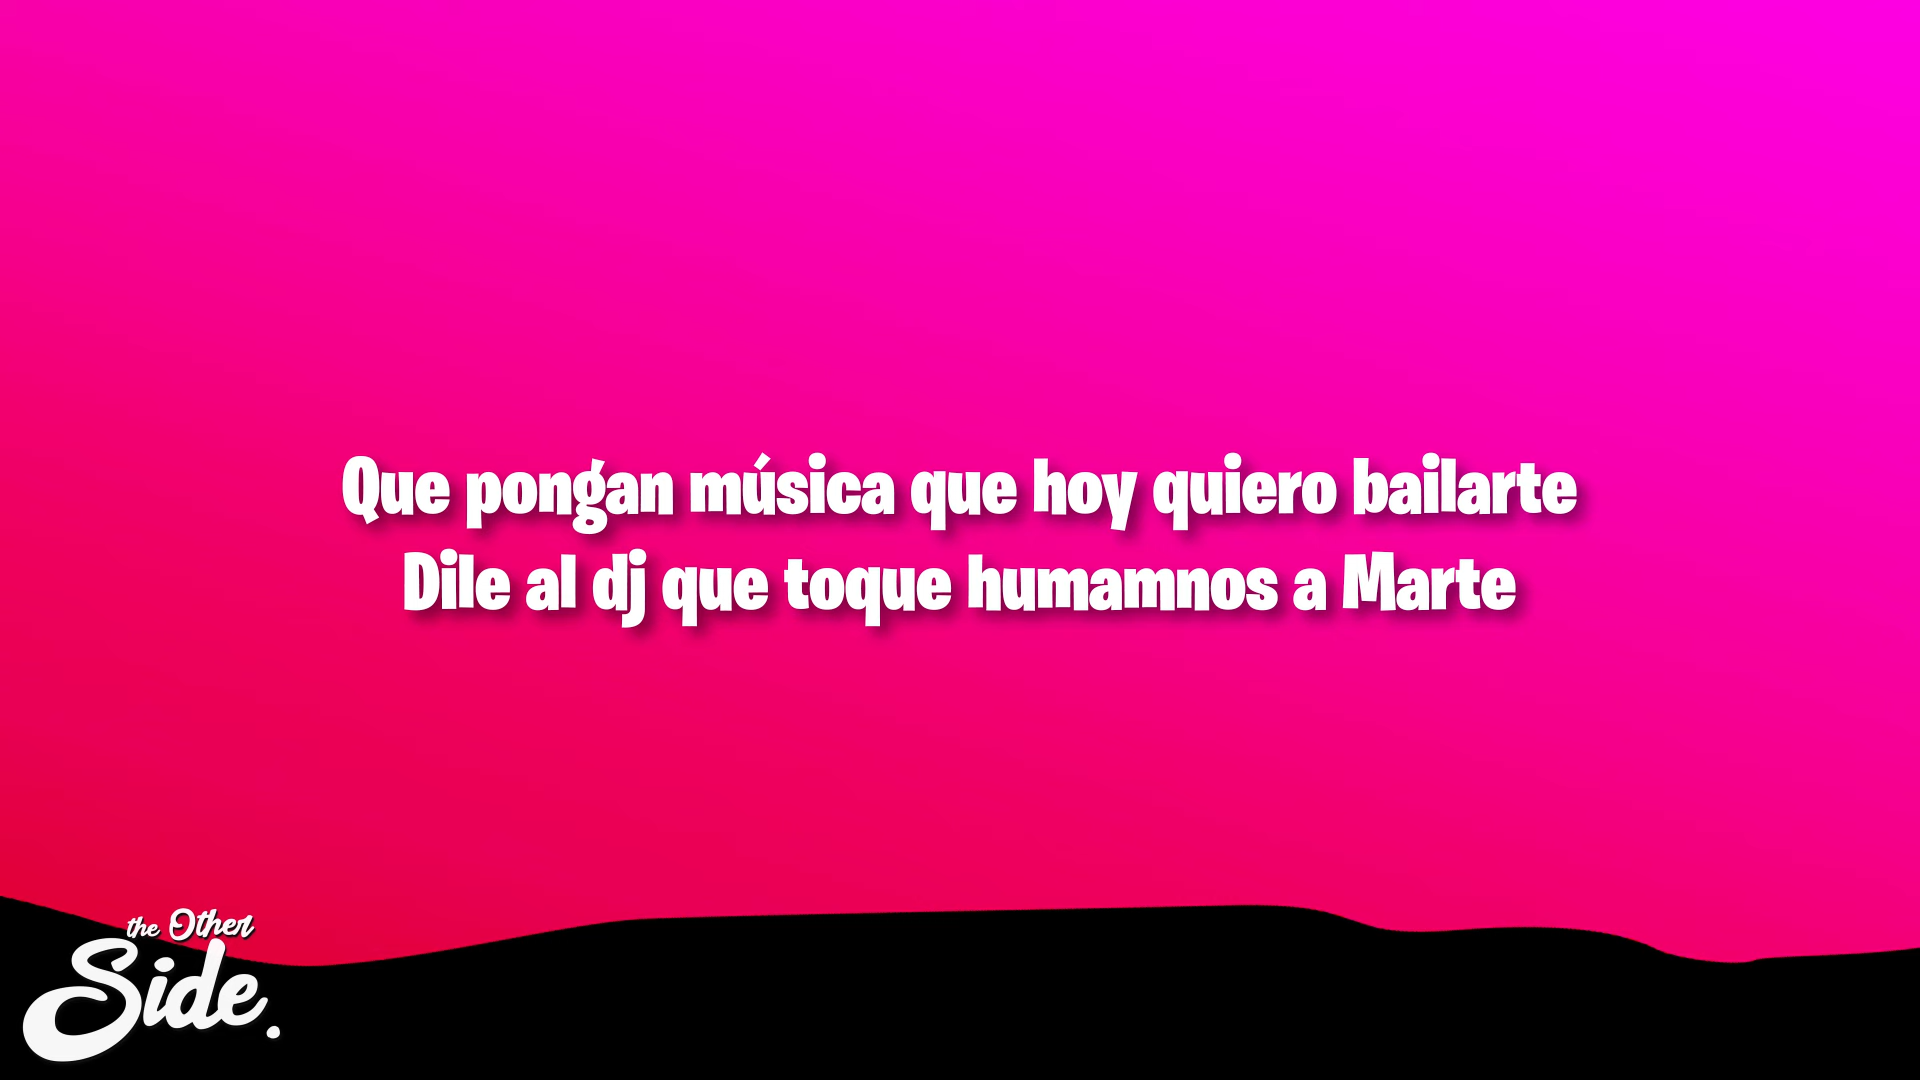 Que pongan música que hoy quiero bailarte
Dile al dj que toque humamnos a Marte
the Other
Side.